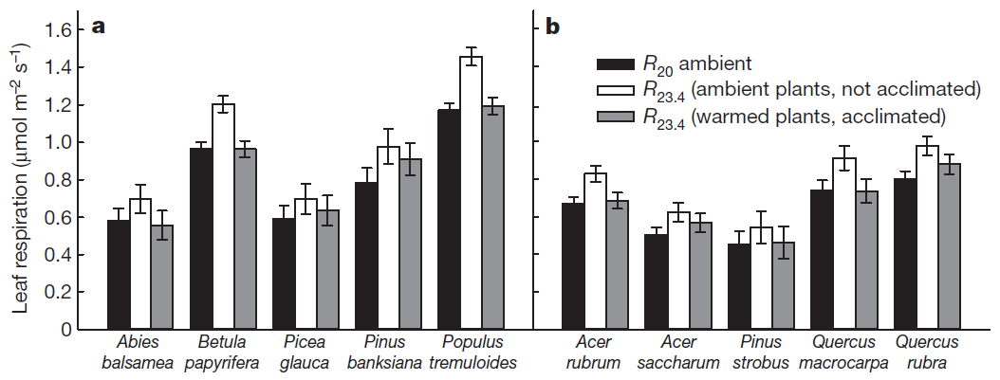 a
b
Leaf respiration (μmol m⁻² s⁻¹)
1.6
1.4
1.2
1.0
0.8
0.6
0.4
0.2
0
R₂₀ ambient
R₂₃.₄ (ambient plants, not acclimated)
R₂₃.₄ (warmed plants, acclimated)
Abies
balsamea
Betula
papyrifera
Picea
glauca
Pinus
banksiana
Populus
tremuloides
Acer
rubrum
Acer
saccharum
Pinus
strobus
Quercus
macrocarpa
Quercus
rubra